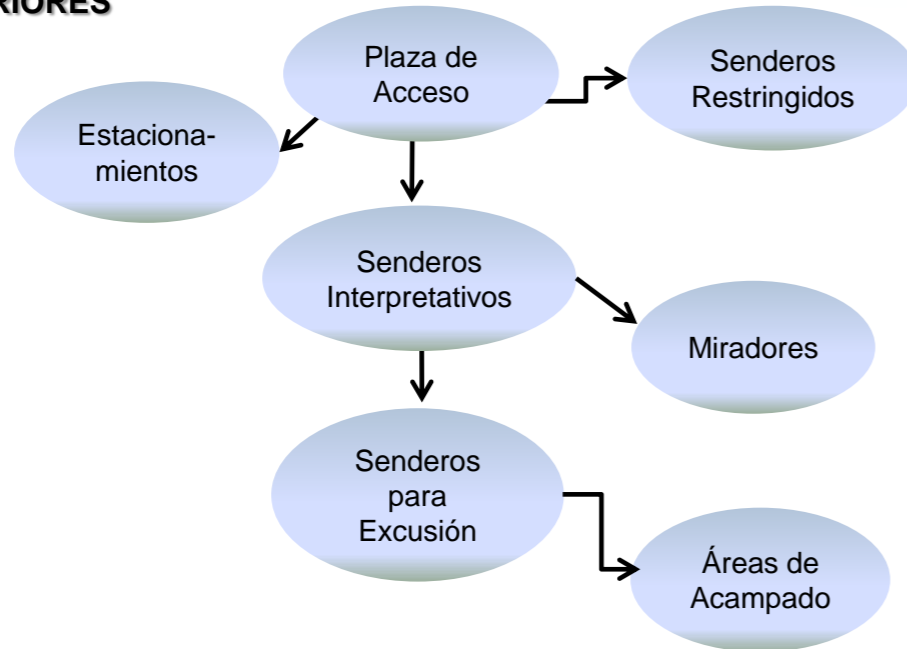 RIORES
Plaza de
Acceso
Senderos
Restringidos
Estaciona-
mientos
Senderos
Interpretativos
Miradores
Senderos
para
Excusión
Áreas de
Acampado